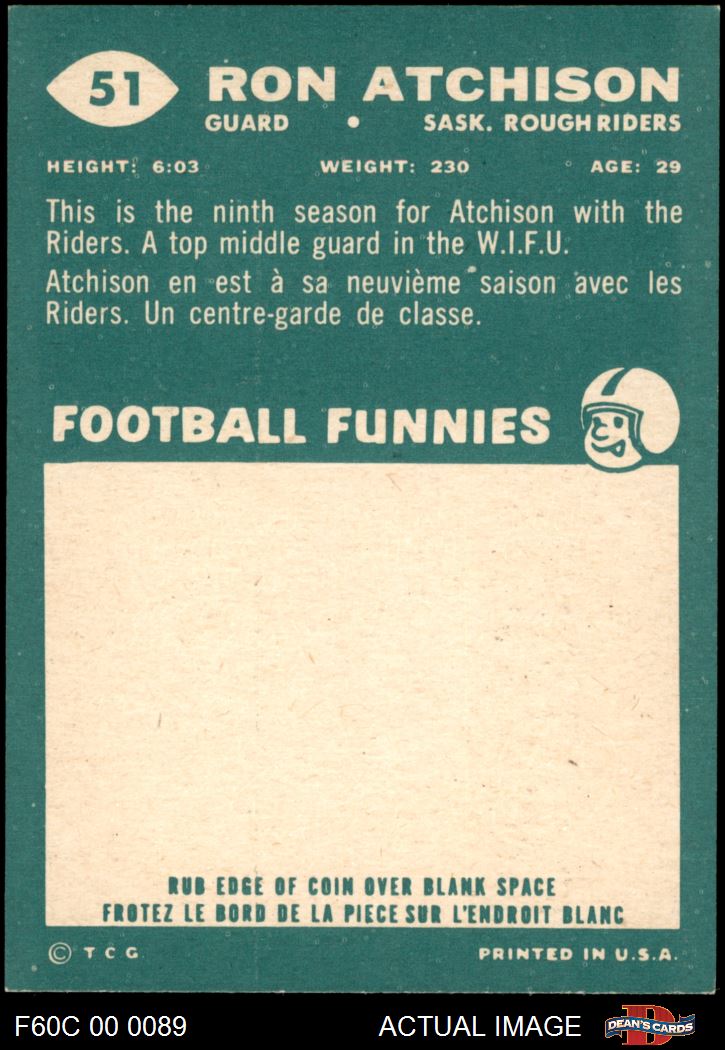 51 RON ATCHISON
GUARD • SASK. ROUGHRIDERS
HEIGHT: 6:03 WEIGHT: 230 AGE: 29
This is the ninth season for Atchison with the
Riders. A top middle guard in the W.I.F.U.
Atchison en est à sa neuvième saison avec les
Riders. Un centre-garde de classe.
FOOTBALL FUNNIES
RUB EDGE OF COIN OVER BLANK SPACE
FROTEZ LE BORD DE LA PIECE SUR L'ENDROIT BLANC
© T C G PRINTED IN U.S.A.
F60C 00 0089 ACTUAL IMAGE D DEAN'S CARDS